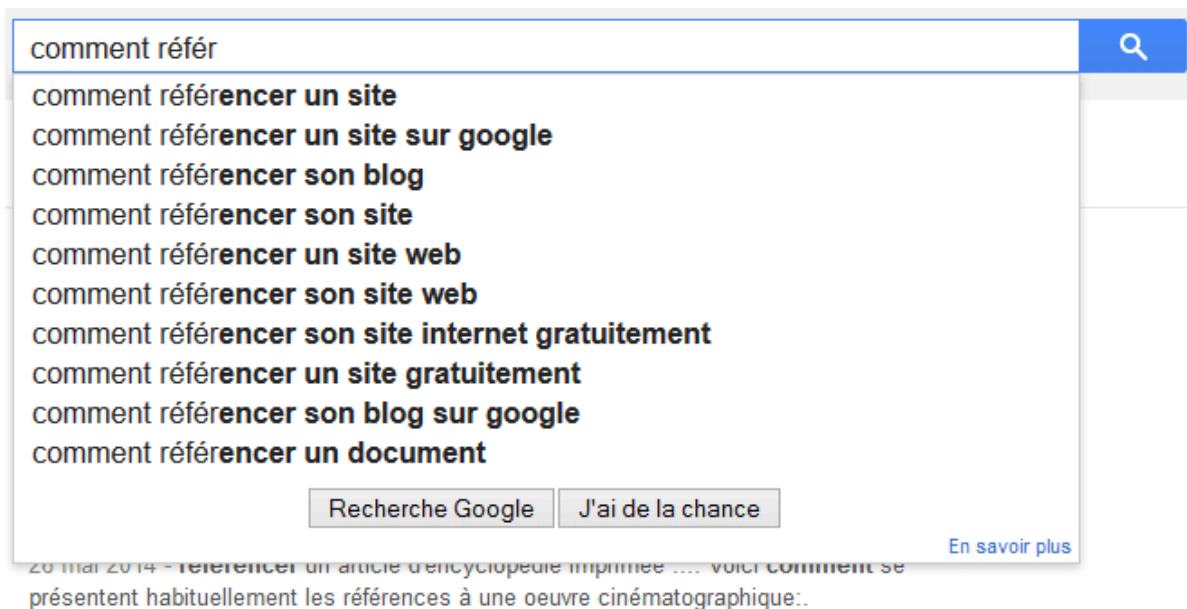 comment référ
comment référencer un site
comment référencer un site sur google
comment référencer son blog
comment référencer son site
comment référencer un site web
comment référencer son site web
comment référencer son site internet gratuitement
comment référencer un site gratuitement
comment référencer son blog sur google
comment référencer un document
Recherche Google J'ai de la chance
En savoir plus
26 mai 2014 - référencer un article d'encyclopédie imprimée .... Voici comment se
présentent habituellement les références à une oeuvre cinématographique:.